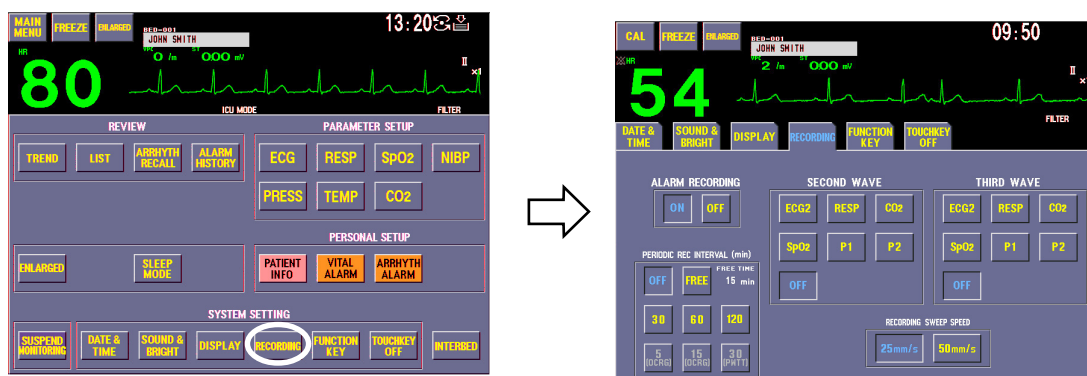 MAIN MENU
FREEZE
ENLARGED
BED-001
JOHN SMITH
13:20
HR
80
VPC
0 /m
ST
0.00 mV
II
×1
ICU MODE
FILTER
REVIEW
TREND
LIST
ARRHYTH RECALL
ALARM HISTORY
PARAMETER SETUP
ECG
RESP
SpO2
NIBP
PRESS
TEMP
CO2
ENLARGED
SLEEP MODE
PERSONAL SETUP
PATIENT INFO
VITAL ALARM
ARRHYTH ALARM
SYSTEM SETTING
SUSPEND MONITORING
DATE & TIME
SOUND & BRIGHT
DISPLAY
RECORDING
FUNCTION KEY
TOUCHKEY OFF
INTERBED
CAL
FREEZE
ENLARGED
BED-001
JOHN SMITH
09:50
HR
54
VPC
2 /m
ST
0.00 mV
II
×
FILTER
DATE & TIME
SOUND & BRIGHT
DISPLAY
RECORDING
FUNCTION KEY
TOUCHKEY OFF
ALARM RECORDING
ON
OFF
PERIODIC REC INTERVAL (min)
OFF
FREE
FREE TIME
15 min
30
60
120
5 (OCRG)
15 (OCRG)
30 (PWTT)
SECOND WAVE
ECG2
RESP
CO2
SpO2
P1
P2
OFF
THIRD WAVE
ECG2
RESP
CO2
SpO2
P1
P2
OFF
RECORDING SWEEP SPEED
25mm/s
50mm/s